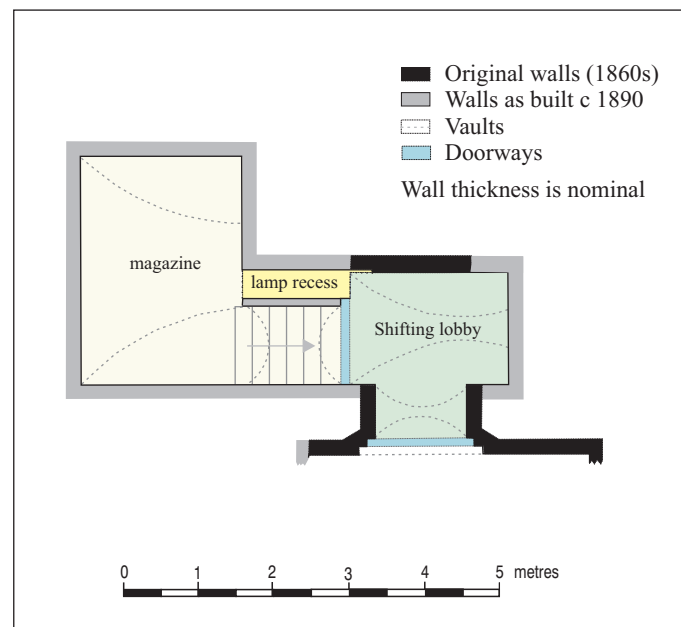 Original walls (1860s)
Walls as built c 1890
Vaults
Doorways
Wall thickness is nominal
magazine
lamp recess
Shifting lobby
0 1 2 3 4 5 metres